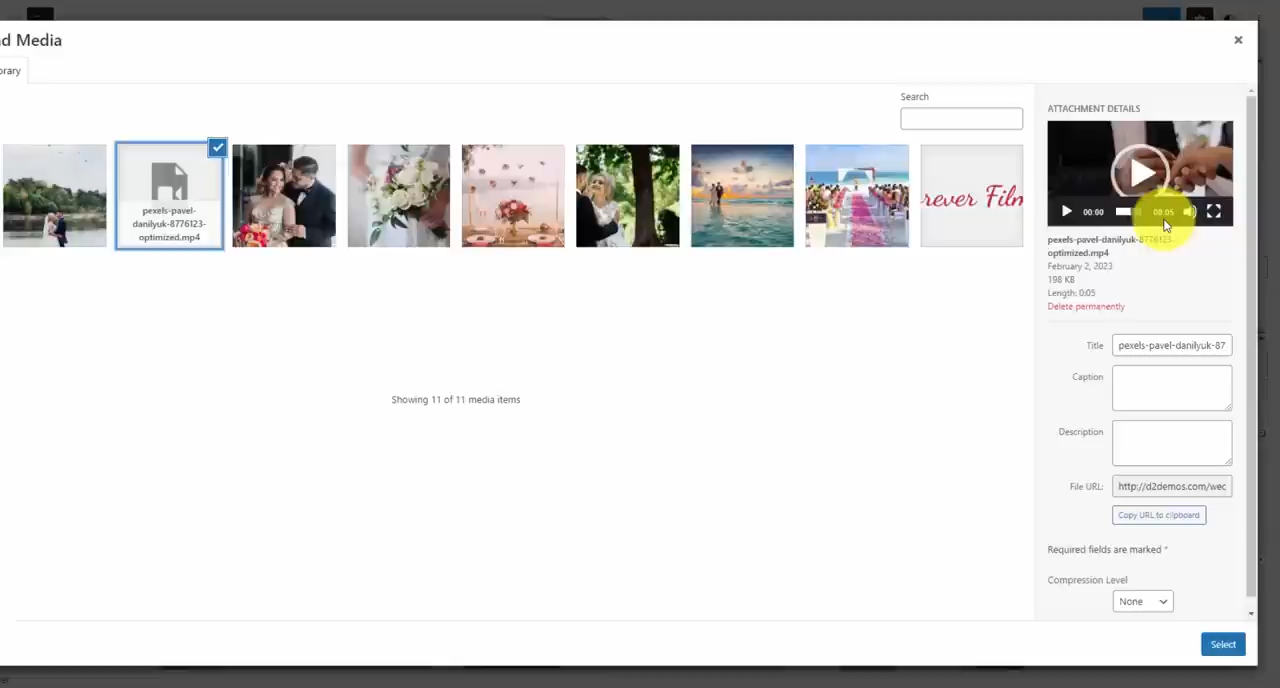 d Media
orary
Search
ATTACHMENT DETAILS
pexels-pavel-
danilyuk-8776123-
optimized.mp4
rever Film
00:00
00:05
pexels-pavel-danilyuk-8776123-
optimized.mp4
February 2, 2023
198 KB
Length: 0:05
Delete permanently
Title
pexels-pavel-danilyuk-87
Caption
Showing 11 of 11 media items
Description
File URL:
http://d2demos.com/wec
Copy URL to clipboard
Required fields are marked *
Compression Level
None
Select